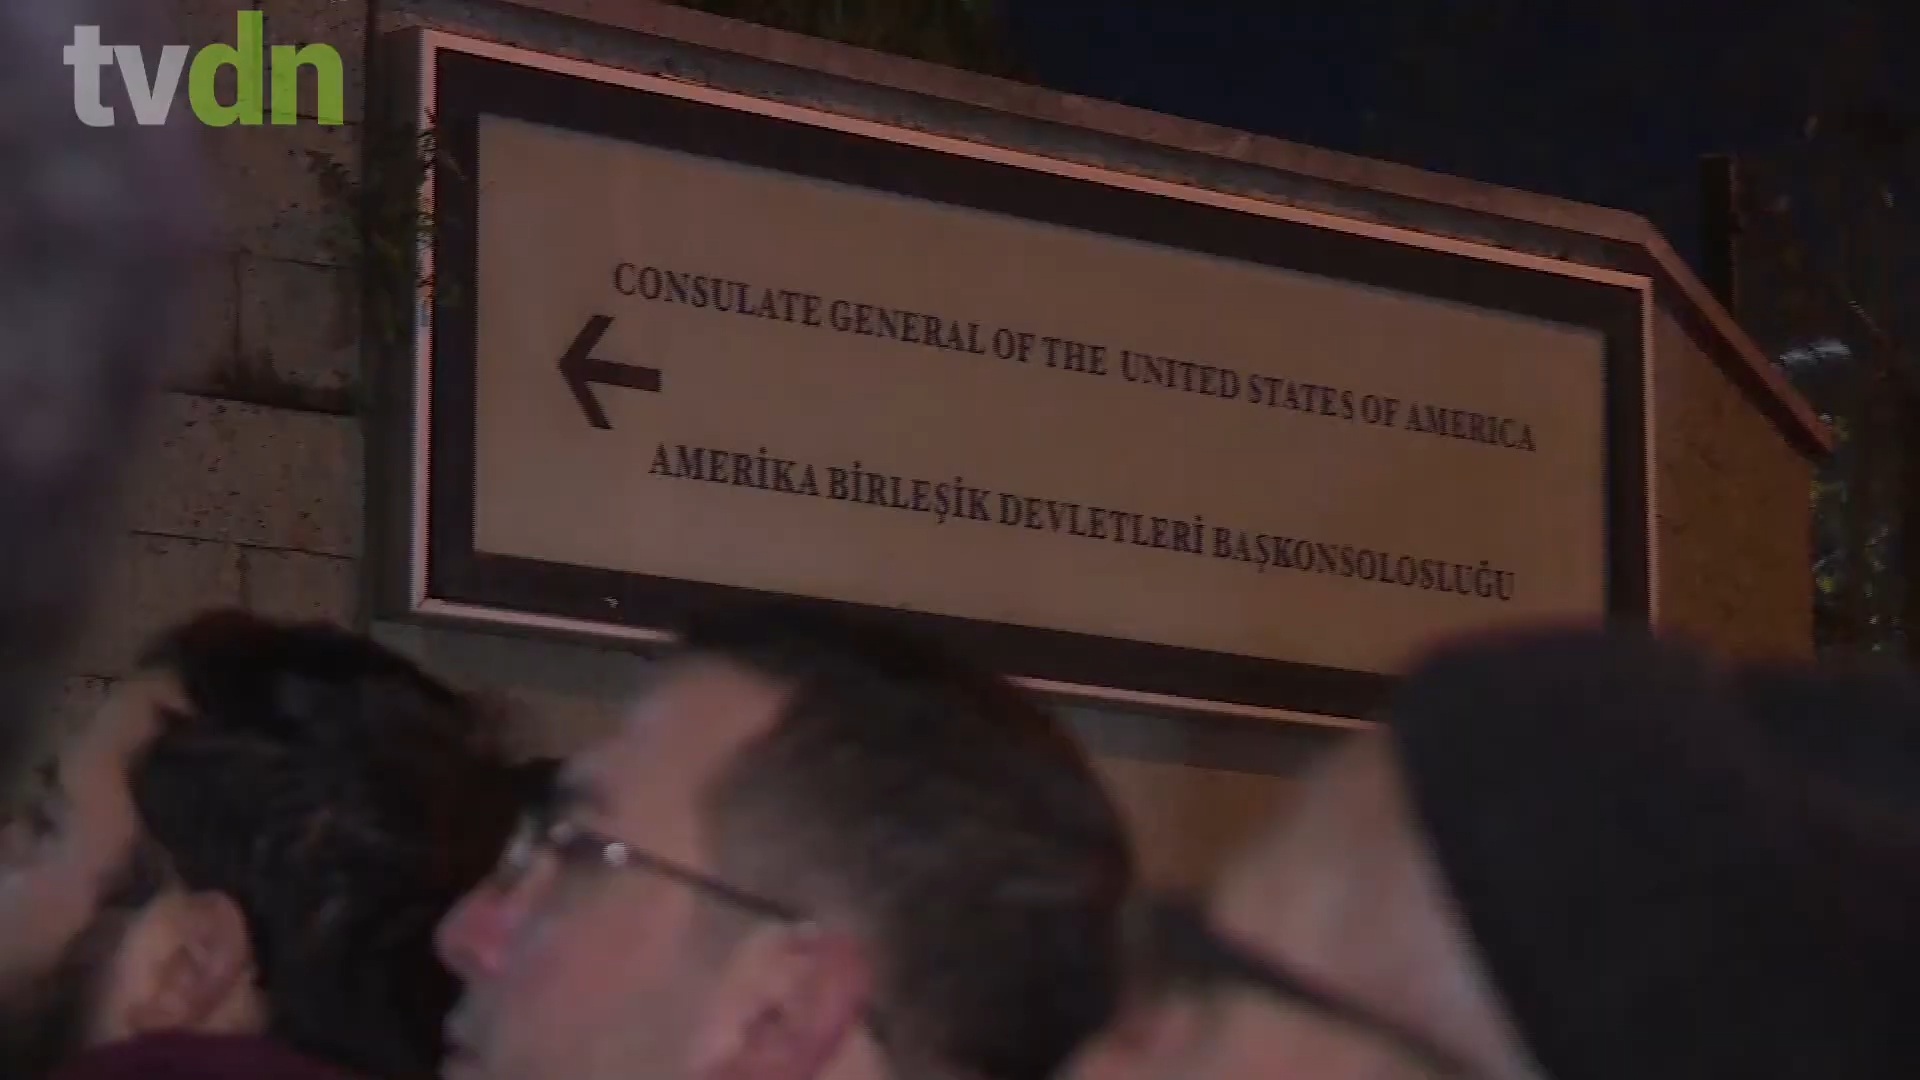 tvdn
CONSULATE GENERAL OF THE UNITED STATES OF AMERICA
AMERİKA BİRLEŞİK DEVLETLERİ BAŞKONSOLOSLUĞU